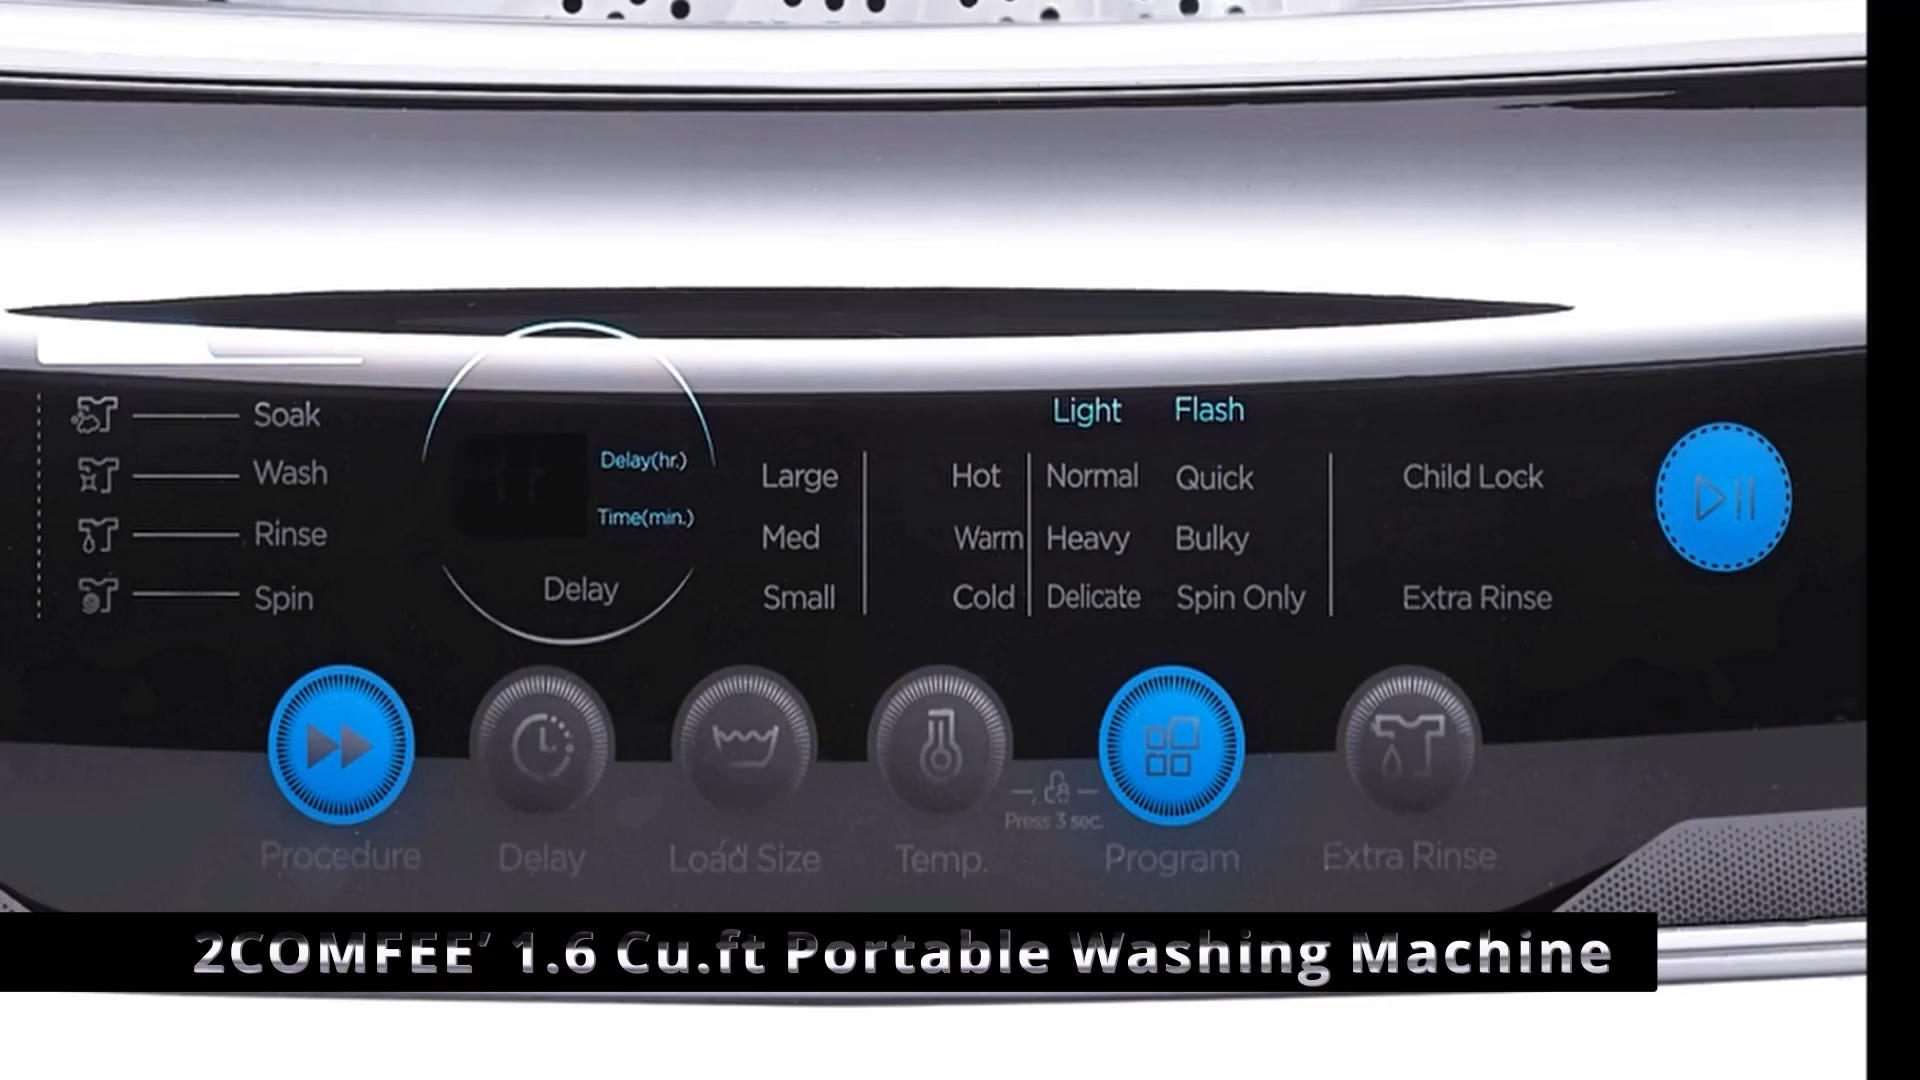 Soak
Wash
Rinse
Spin
Delay(hr.)
Time(min.)
Delay
Large
Med
Small
Hot
Warm
Cold
Light Flash
Normal Quick
Heavy Bulky
Delicate Spin Only
Child Lock
Extra Rinse
Press 3 sec.
Procedure Delay Load Size Temp. Program Extra Rinse
2COMFEE’ 1.6 Cu.ft Portable Washing Machine